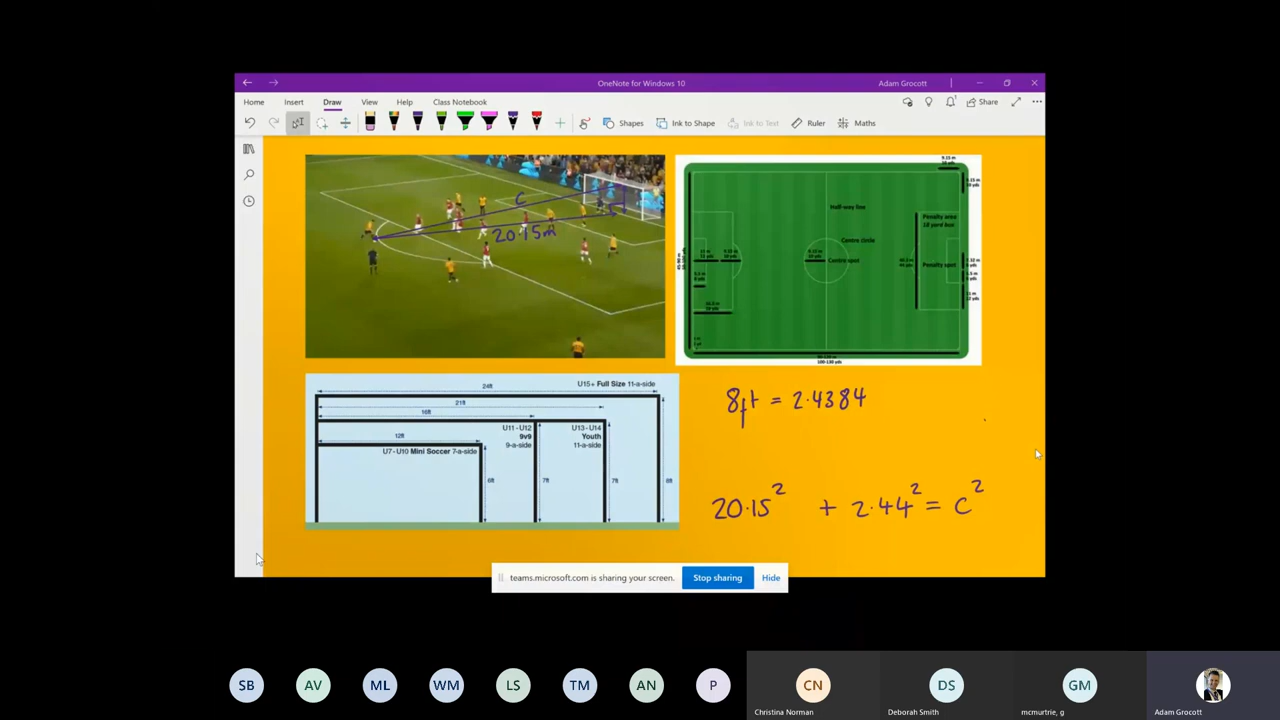 OneNote for Windows 10
Adam Grocott
Home Insert Draw View Help Class Notebook
Share
Shapes
Ink to Shape
Ink to Text
Ruler
Maths
C
20.15m
Half-way line
Penalty area
Centre circle
Centre spot
Penalty spot
24ft
U15+ Full Size 11-a-side
21ft
16ft
U11 - U12
9v9
9-a-side
U13 - U14
Youth
11-a-side
12ft
U7 - U10 Mini Soccer 7-a-side
6ft
7ft
7ft
8ft
8ft = 2.4384
20.15² + 2.44² = C²
teams.microsoft.com is sharing your screen.
Stop sharing
Hide
SB AV ML WM LS TM AN P CN DS GM
Christina Norman
Deborah Smith
mcmurtrie, g
Adam Grocott